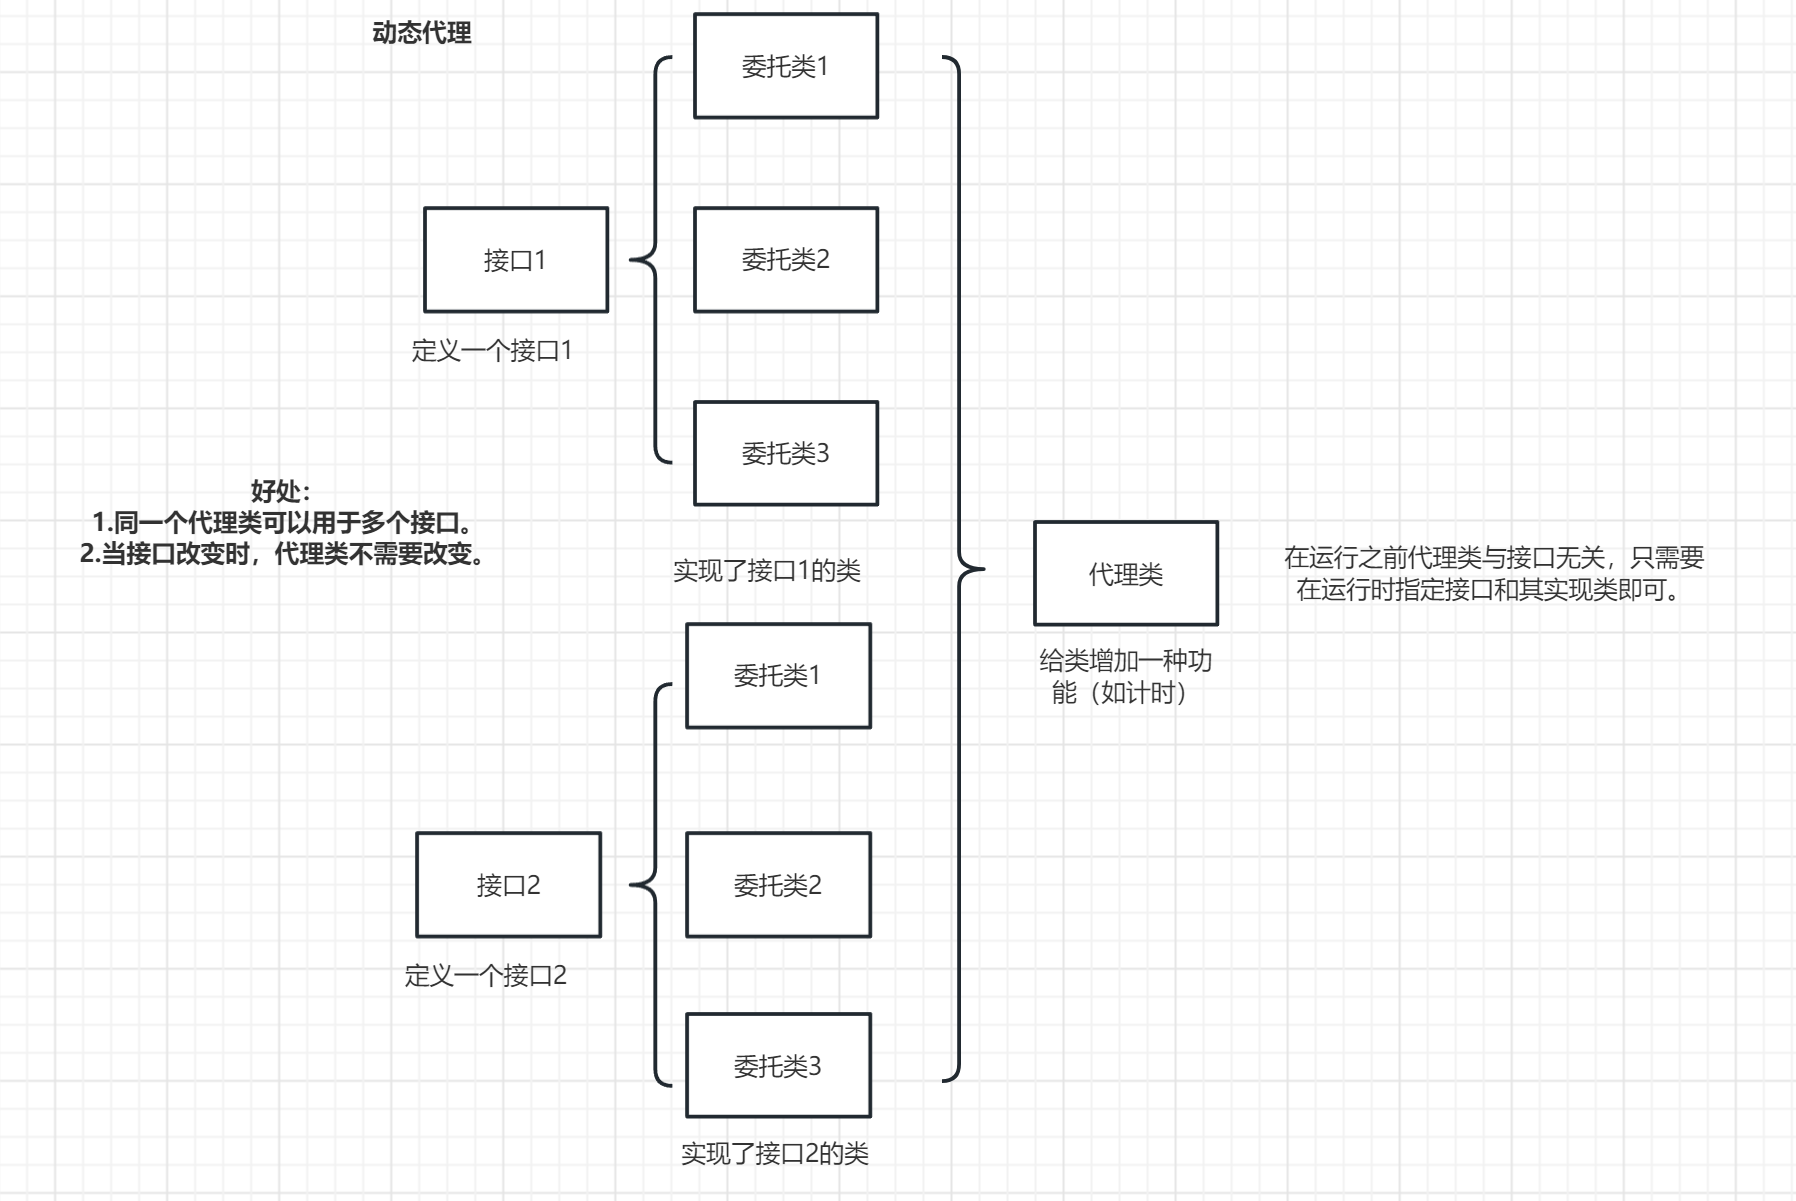 动态代理
委托类1
接口1
委托类2
定义一个接口1
委托类3
实现了接口1的类
好处：
1.同一个代理类可以用于多个接口。
2.当接口改变时，代理类不需要改变。
委托类1
接口2
委托类2
定义一个接口2
委托类3
实现了接口2的类
代理类
给类增加一种功
能（如计时）
在运行之前代理类与接口无关，只需要
在运行时指定接口和其实现类即可。